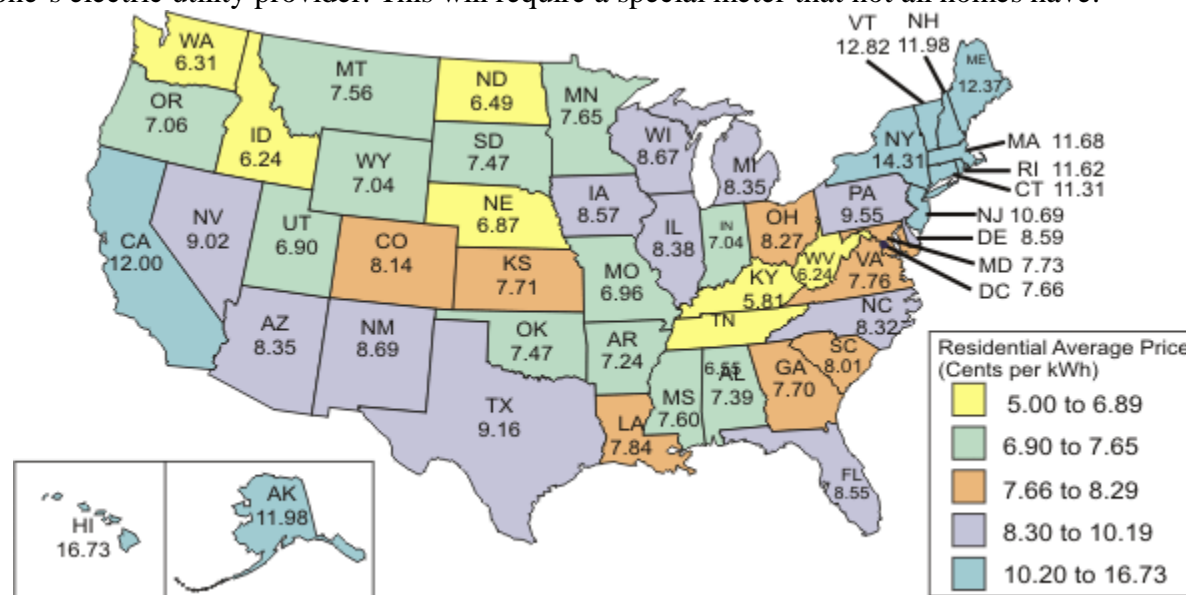 one's electric utility provider. This will require a special meter that not all homes have.
VT
12.82
NH
11.98
ME
12.37
WA
6.31
MT
7.56
ND
6.49
MN
7.65
OR
7.06
ID
6.24
SD
7.47
WI
8.67
MI
8.35
NY
14.31
MA 11.68
RI 11.62
CT 11.31
NJ 10.69
DE 8.59
MD 7.73
DC 7.66
WY
7.04
NE
6.87
IA
8.57
PA
9.55
NV
9.02
UT
6.90
CO
8.14
KS
7.71
IL
8.38
IN
7.04
OH
8.27
WV
6.24
VA
7.76
CA
12.00
MO
6.96
KY
5.81
NC
8.32
TN
6.55
AZ
8.35
NM
8.69
OK
7.47
AR
7.24
MS
7.60
AL
7.39
GA
7.70
SC
8.01
TX
9.16
LA
7.84
FL
8.55
HI
16.73
AK
11.98
Residential Average Price
(Cents per kWh)
5.00 to 6.89
6.90 to 7.65
7.66 to 8.29
8.30 to 10.19
10.20 to 16.73